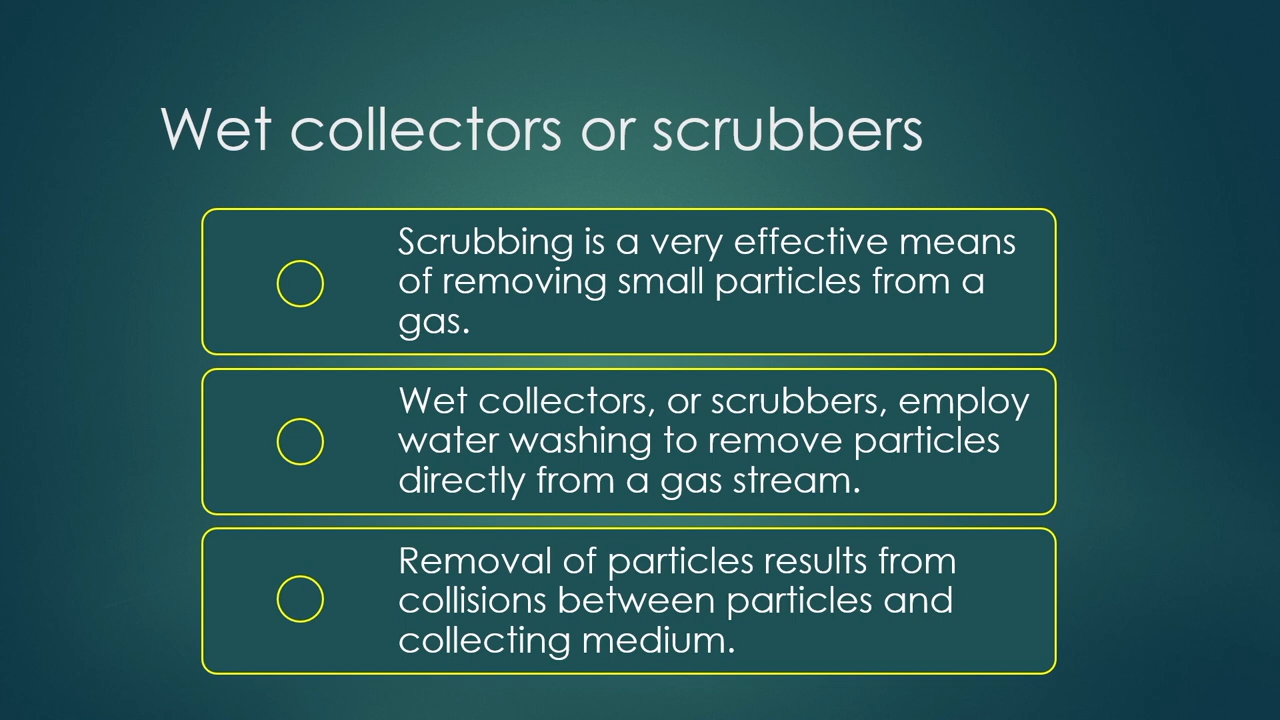 Wet collectors or scrubbers
Scrubbing is a very effective means
of removing small particles from a
gas.
Wet collectors, or scrubbers, employ
water washing to remove particles
directly from a gas stream.
Removal of particles results from
collisions between particles and
collecting medium.